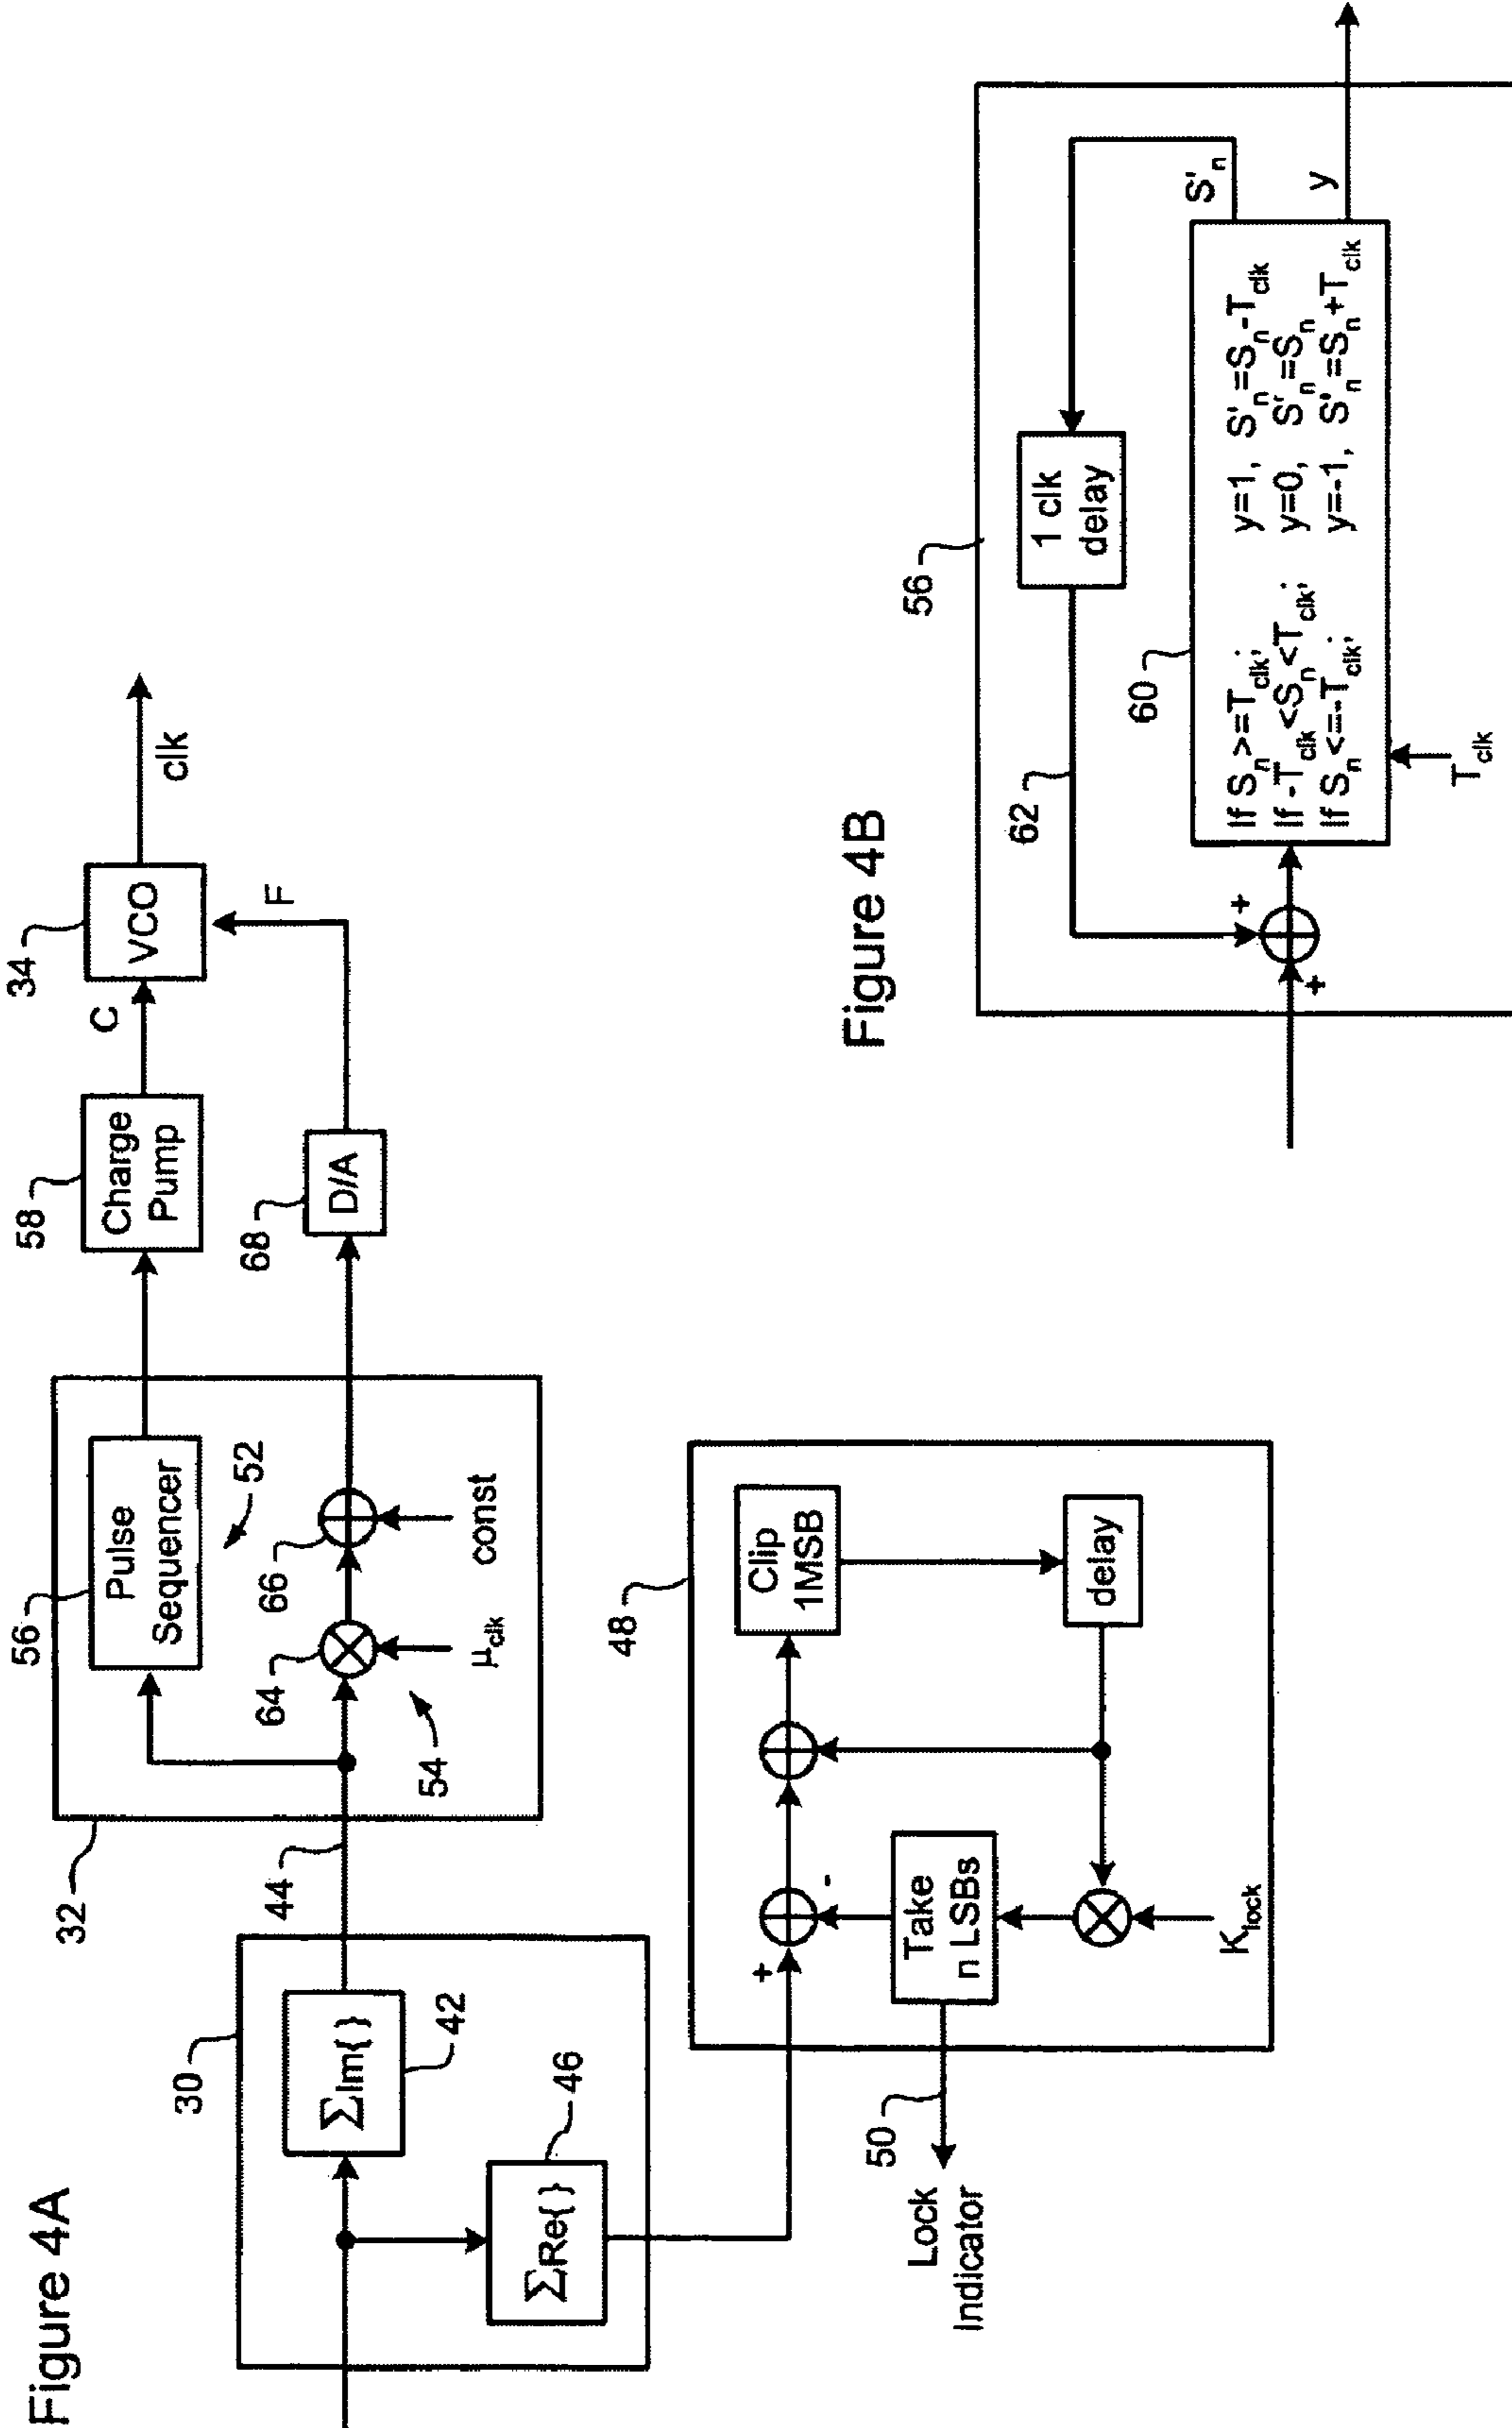 Figure 4A
30
ΣIm{ }
42
ΣRe{ }
46
44
32
56
Pulse
Sequencer
52
64
66
54
μclk
const
58
Charge
Pump
68
D/A
C
F
34
VCO
clk
48
+
-
Clip
1MSB
delay
Take
n LSBs
Klock
50
Lock
Indicator
Figure 4B
56
1 clk
delay
62
60
+
+
If Sn >=Tclk; y=1, S'n=Sn-Tclk
If -Tclk <Sn <Tclk; y=0, S'n=Sn
If Sn <=-Tclk; y=-1, S'n=Sn+Tclk
Tclk
S'n
y